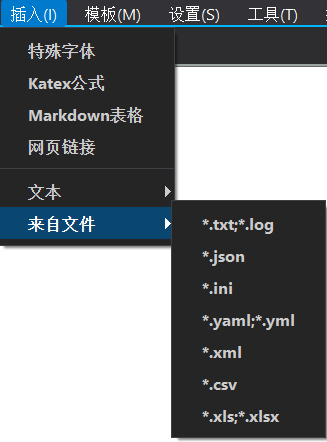 插入(I) 模板(M) 设置(S) 工具(T)
特殊字体
Katex公式
Markdown表格
网页链接
文本
来自文件
*.txt;*.log
*.json
*.ini
*.yaml;*.yml
*.xml
*.csv
*.xls;*.xlsx